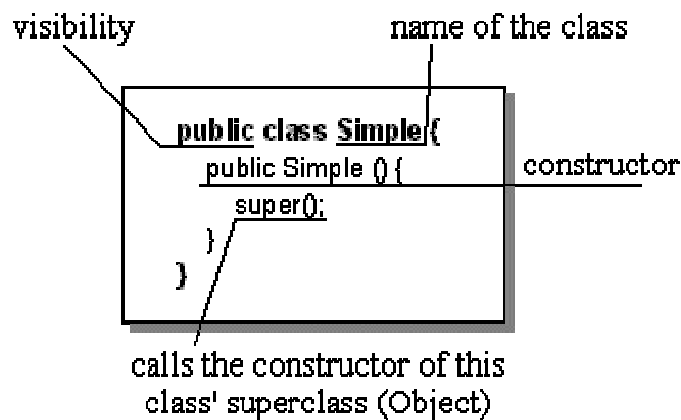 visibility
name of the class
public class Simple{
public Simple () {
constructor
super();
}
}
calls the constructor of this
class' superclass (Object)